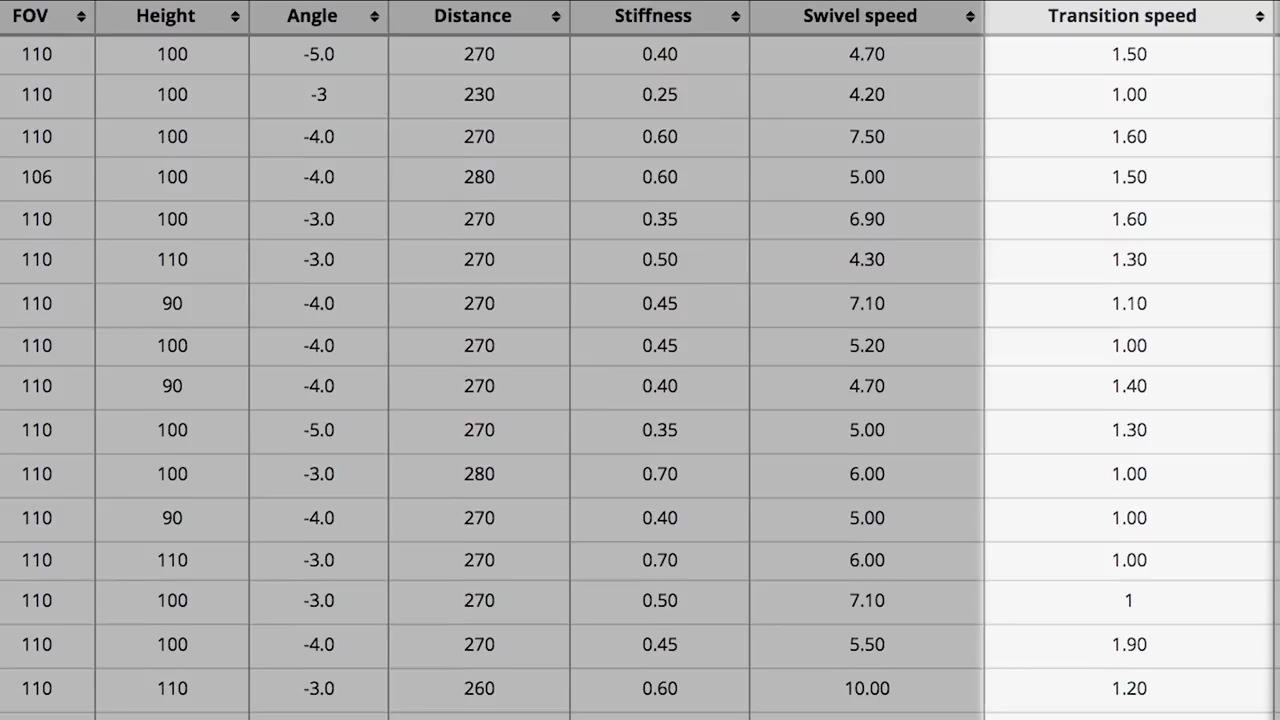 FOV Height Angle Distance Stiffness Swivel speed Transition speed
110 100 -5.0 270 0.40 4.70 1.50
110 100 -3 230 0.25 4.20 1.00
110 100 -4.0 270 0.60 7.50 1.60
106 100 -4.0 280 0.60 5.00 1.50
110 100 -3.0 270 0.35 6.90 1.60
110 110 -3.0 270 0.50 4.30 1.30
110 90 -4.0 270 0.45 7.10 1.10
110 100 -4.0 270 0.45 5.20 1.00
110 90 -4.0 270 0.40 4.70 1.40
110 100 -5.0 270 0.35 5.00 1.30
110 100 -3.0 280 0.70 6.00 1.00
110 90 -4.0 270 0.40 5.00 1.00
110 110 -3.0 270 0.70 6.00 1.00
110 100 -3.0 270 0.50 7.10 1
110 100 -4.0 270 0.45 5.50 1.90
110 110 -3.0 260 0.60 10.00 1.20